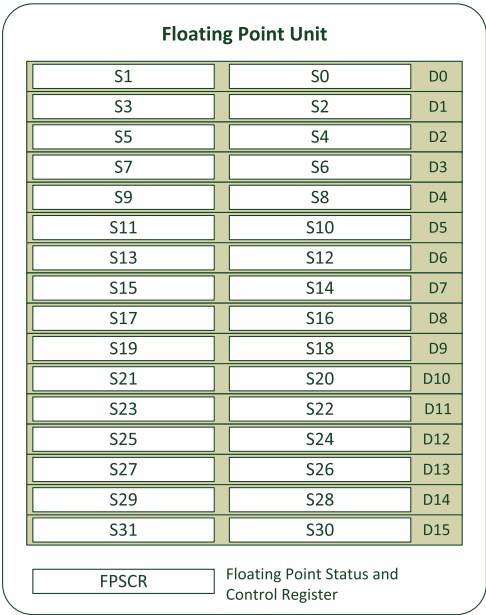 Floating Point Unit
S1 S0 D0
S3 S2 D1
S5 S4 D2
S7 S6 D3
S9 S8 D4
S11 S10 D5
S13 S12 D6
S15 S14 D7
S17 S16 D8
S19 S18 D9
S21 S20 D10
S23 S22 D11
S25 S24 D12
S27 S26 D13
S29 S28 D14
S31 S30 D15
FPSCR
Floating Point Status and
Control Register